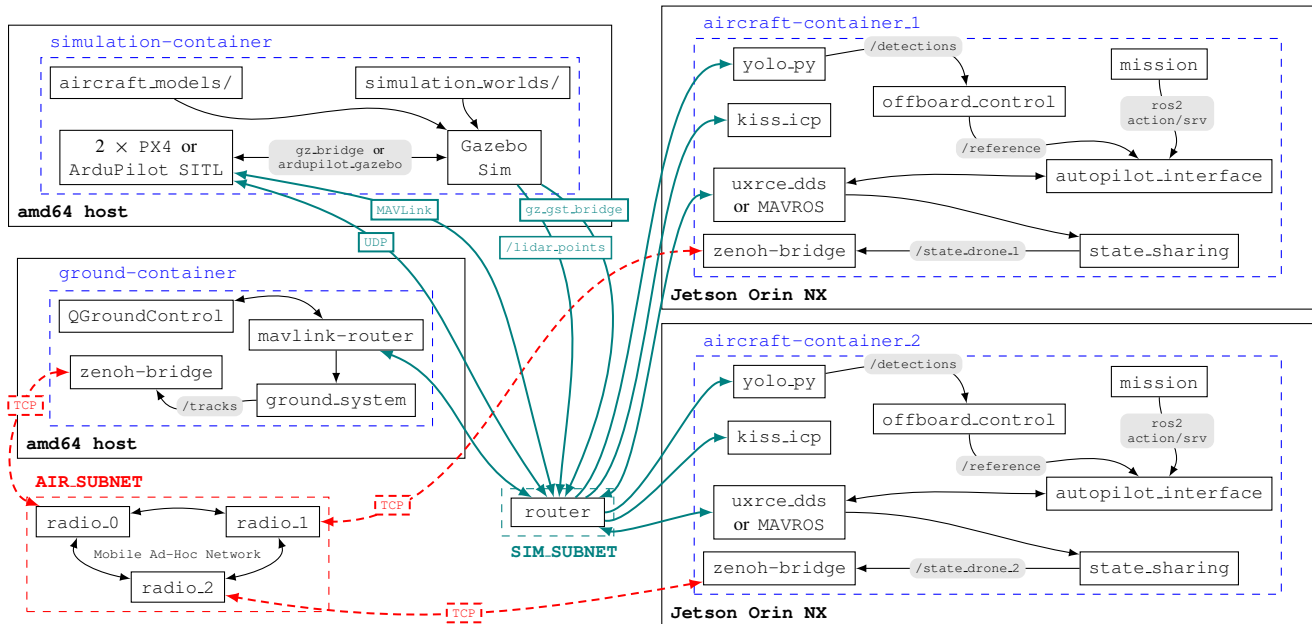 simulation-container
aircraft_models/
simulation_worlds/
2 × PX4 or
ArduPilot SITL
gz_bridge or
ardupilot_gazebo
Gazebo
Sim
amd64 host
MAVLink
gz_gst_bridge
UDP
/lidar_points
ground-container
QGroundControl
mavlink-router
zenoh-bridge
/tracks
ground_system
TCP
amd64 host
AIR_SUBNET
radio_0
radio_1
Mobile Ad-Hoc Network
radio_2
TCP
TCP
router
SIM_SUBNET
aircraft-container_1
yolo_py
/detections
mission
offboard_control
ros2
action/srv
kiss_icp
/reference
uxrce_dds
or MAVROS
autopilot_interface
zenoh-bridge
/state_drone_1
state_sharing
Jetson Orin NX
aircraft-container_2
yolo_py
/detections
mission
offboard_control
ros2
action/srv
kiss_icp
/reference
uxrce_dds
or MAVROS
autopilot_interface
zenoh-bridge
/state_drone_2
state_sharing
Jetson Orin NX